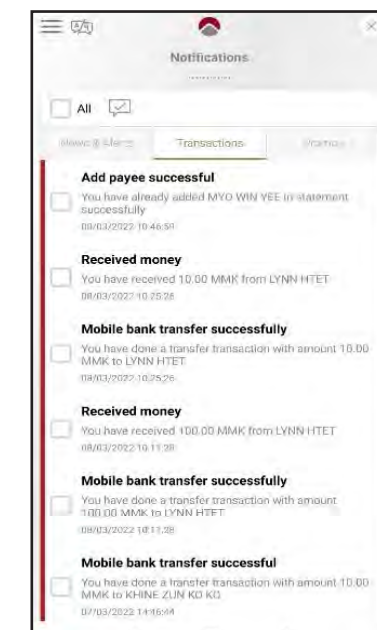 Notifications
All
News & Alerts Transactions
Add payee successful
You have already added MYO WIN YEE to statement
successfully
08/03/2022 10:46:59
Received money
You have received 10.00 MMK from LYNN HTET
08/03/2022 10:25:26
Mobile bank transfer successfully
You have done a transfer transaction with amount 10.00
MMK to LYNN HTET
08/03/2022 10:25:26
Received money
You have received 100.00 MMK from LYNN HTET
08/03/2022 10:11:28
Mobile bank transfer successfully
You have done a transfer transaction with amount
100.00 MMK to LYNN HTET
08/03/2022 10:11:28
Mobile bank transfer successful
You have done a transfer transaction with amount 10.00
MMK to KHINE ZUN KO KO
07/03/2022 14:46:44